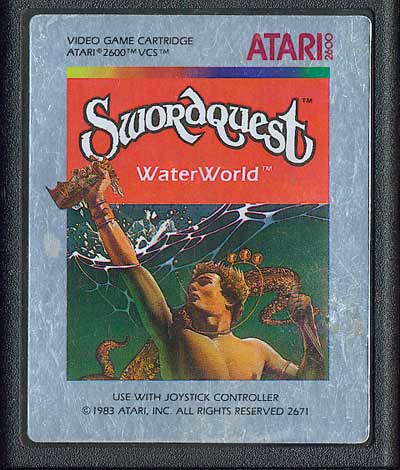 VIDEO GAME CARTRIDGE
ATARI® 2600™ VCS™
ATARI 2600
SWORDQUEST™
WaterWorld™
USE WITH JOYSTICK CONTROLLER
© 1983 ATARI, INC. ALL RIGHTS RESERVED 2671